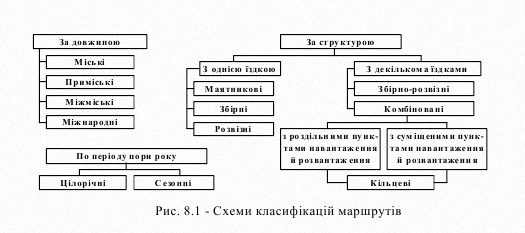 За довжиною
Міські
Приміські
Міжміські
Міжнародні
По періоду пори року
Цілорічні
Сезонні
За структурою
З однією їздкою
Маятникові
Збірні
Розвізні
З декількома їздками
Збірно-розвізні
Комбіновані
з роздільними пунк-
тами навантаження
й розвантаження
з суміщеними пунк-
тами навантаження
й розвантаження
Кільцеві
Рис. 8.1 - Схеми класифікацій маршрутів